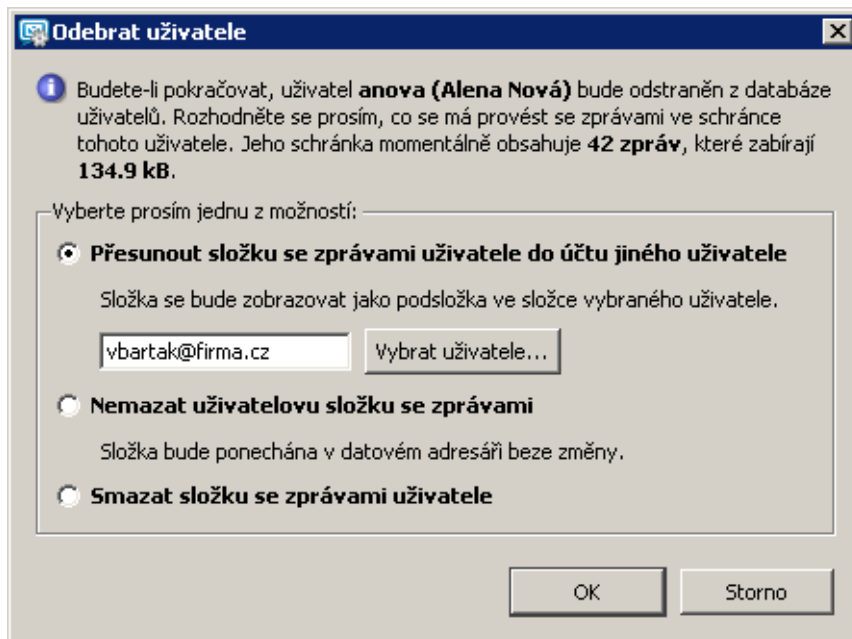 Odebrat uživatele
Budete-li pokračovat, uživatel anova (Alena Nová) bude odstraněn z databáze
uživatelů. Rozhodněte se prosím, co se má provést se zprávami ve schránce
tohoto uživatele. Jeho schránka momentálně obsahuje 42 zpráv, které zabírají
134.9 kB.
Vyberte prosím jednu z možností:
Přesunout složku se zprávami uživatele do účtu jiného uživatele
Složka se bude zobrazovat jako podsložka ve složce vybraného uživatele.
vbartak@firma.cz Vybrat uživatele...
Nemazat uživatelovu složku se zprávami
Složka bude ponechána v datovém adresáři beze změny.
Smazat složku se zprávami uživatele
OK Storno